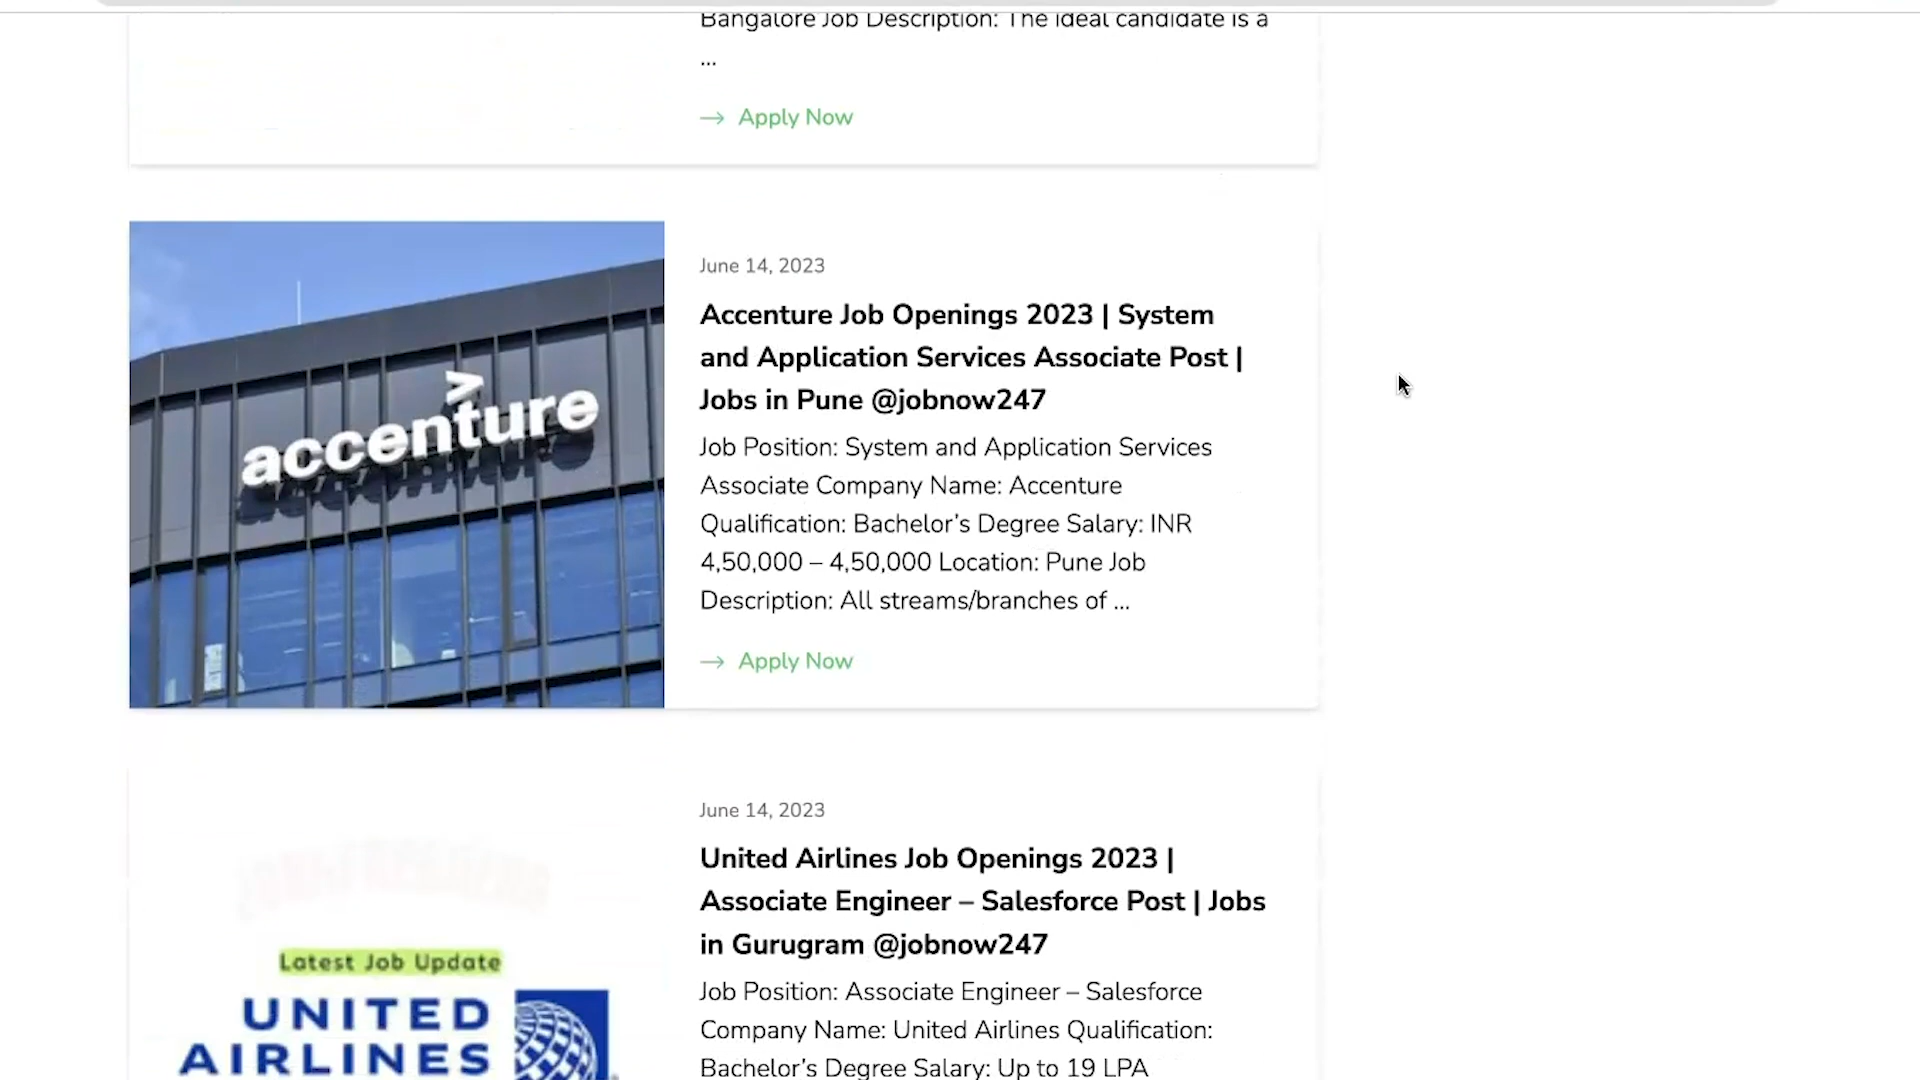 Bangalore Job Description: The ideal candidate is a
...
→ Apply Now
accenture
June 14, 2023
Accenture Job Openings 2023 | System
and Application Services Associate Post |
Jobs in Pune @jobnow247
Job Position: System and Application Services
Associate Company Name: Accenture
Qualification: Bachelor’s Degree Salary: INR
4,50,000 – 4,50,000 Location: Pune Job
Description: All streams/branches of ...
→ Apply Now
Latest Job Update
UNITED
AIRLINES
June 14, 2023
United Airlines Job Openings 2023 |
Associate Engineer – Salesforce Post | Jobs
in Gurugram @jobnow247
Job Position: Associate Engineer – Salesforce
Company Name: United Airlines Qualification:
Bachelor’s Degree Salary: Up to 19 LPA